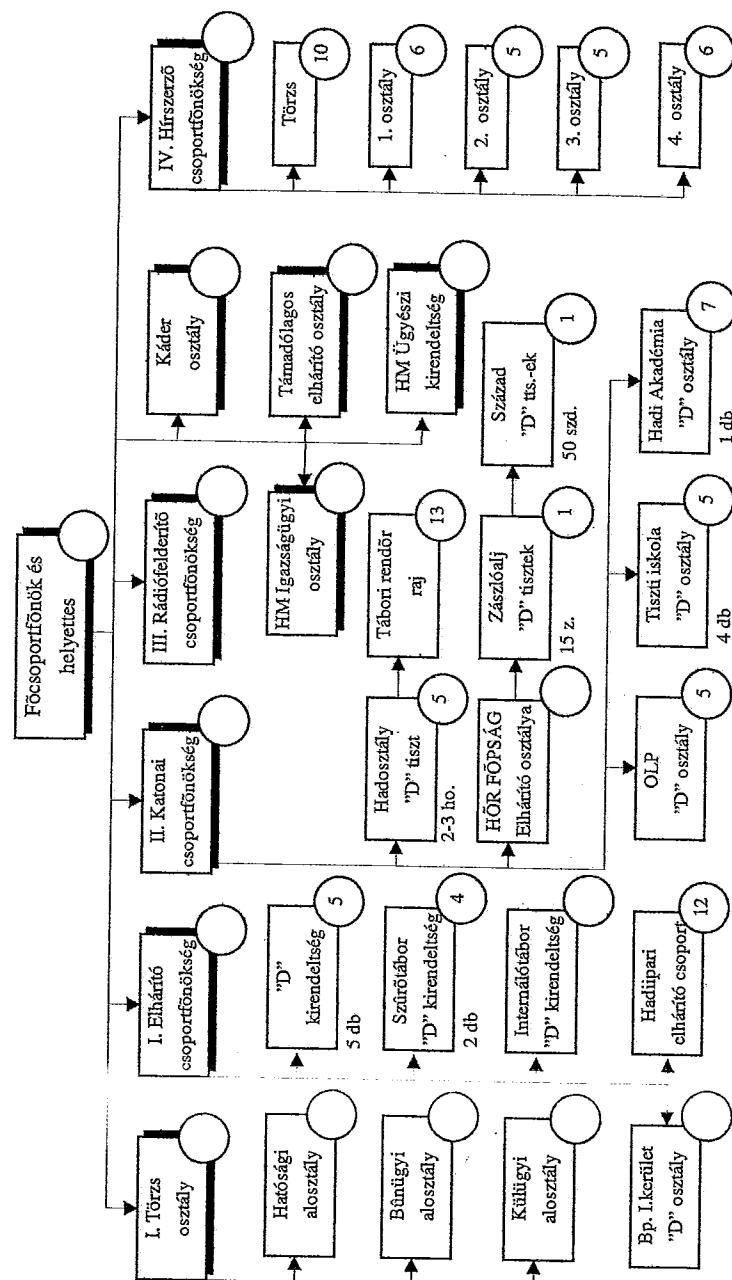 Főcsoportfőnök és
helyettes
I. Törzs
osztály
I. Elhárító
csoportfőnökség
II. Katonai
csoportfőnökség
III. Rádiófelderítő
csoportfőnökség
Káder
osztály
IV. Hírszerző
csoportfőnökség
Hatósági
alosztály
Bűnügyi
alosztály
Külügyi
alosztály
Bp. I.kerület
"D" osztály
"D"
kirendeltség
5
5 db
Szűrőtábor
"D" kirendeltség
4
2 db
Internálótábor
"D" kirendeltség
Hadiipari
elhárító csoport
12
Hadosztály
"D" tiszt
5
2-3 ho.
Tábori rendőr
raj
13
HŐR FŐPSÁG
Elhárító osztálya
Zászlóalj
"D" tisztek
1
15 z.
Század
"D" tts.-ek
1
50 szd.
OLP
"D" osztály
5
Tiszti iskola
"D" osztály
5
4 db
Hadi Akadémia
"D" osztály
7
1 db
HM Igazságügyi
osztály
Támadólagos
elhárító osztály
HM Ügyészi
kirendeltség
Törzs
10
1. osztály
6
2. osztály
5
3. osztály
5
4. osztály
6